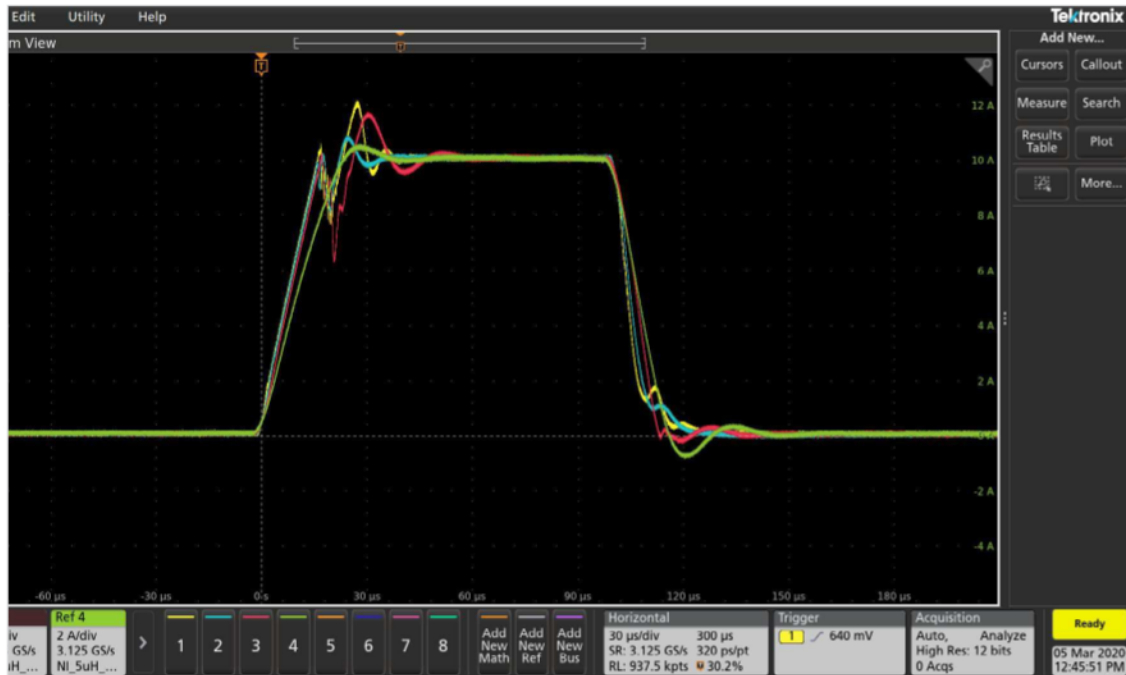 Edit Utility Help
Tektronix
m View
Add New...
T
T
Cursors Callout
Measure Search
Results Table Plot
More...
12 A
10 A
8 A
6 A
4 A
2 A
-2 A
-4 A
-60 µs -30 µs 0 s 30 µs 60 µs 90 µs 120 µs 150 µs 180 µs
iv
GS/s
uH_...
Ref 4
2 A/div
3.125 GS/s
NI_5uH_...
1 2 3 4 5 6 7 8
Add New Math
Add New Ref
Add New Bus
Horizontal
30 µs/div 300 µs
SR: 3.125 GS/s 320 ps/pt
RL: 937.5 kpts 30.2%
Trigger
1 640 mV
Acquisition
Auto, Analyze
High Res: 12 bits
0 Acqs
Ready
05 Mar 2020
12:45:51 PM